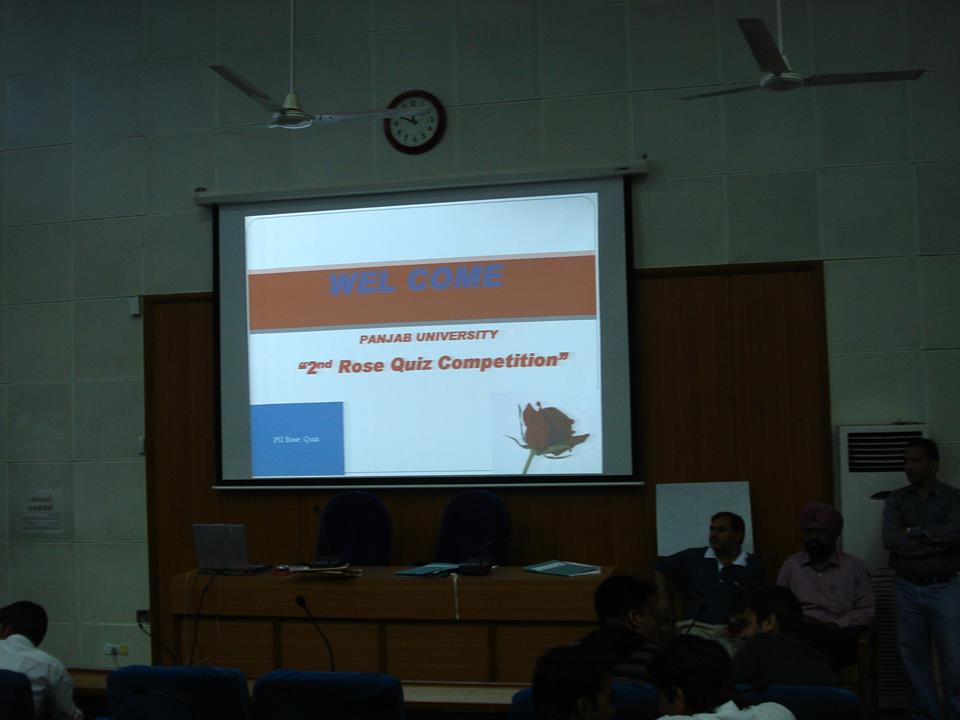 WEL COME
PANJAB UNIVERSITY
“2nd Rose Quiz Competition”
PU Rose Quiz